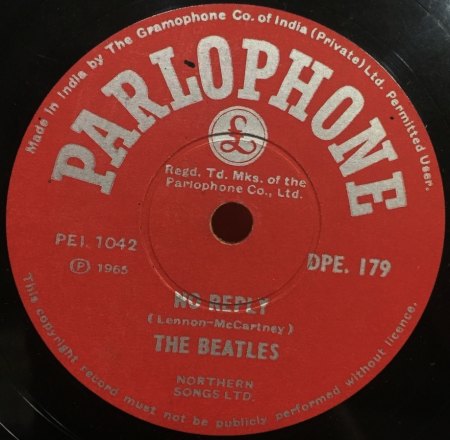 Made in India by The Gramophone Co. of India (Private) Ltd. Permitted User.
PARLOPHONE
£
Regd. Td. Mks. of the
Parlophone Co., Ltd.
PEI. 1042
DPE. 179
℗ 1965
NO REPLY
(Lennon-McCartney)
THE BEATLES
NORTHERN
SONGS LTD.
This copyright record must not be publicly performed without licence.